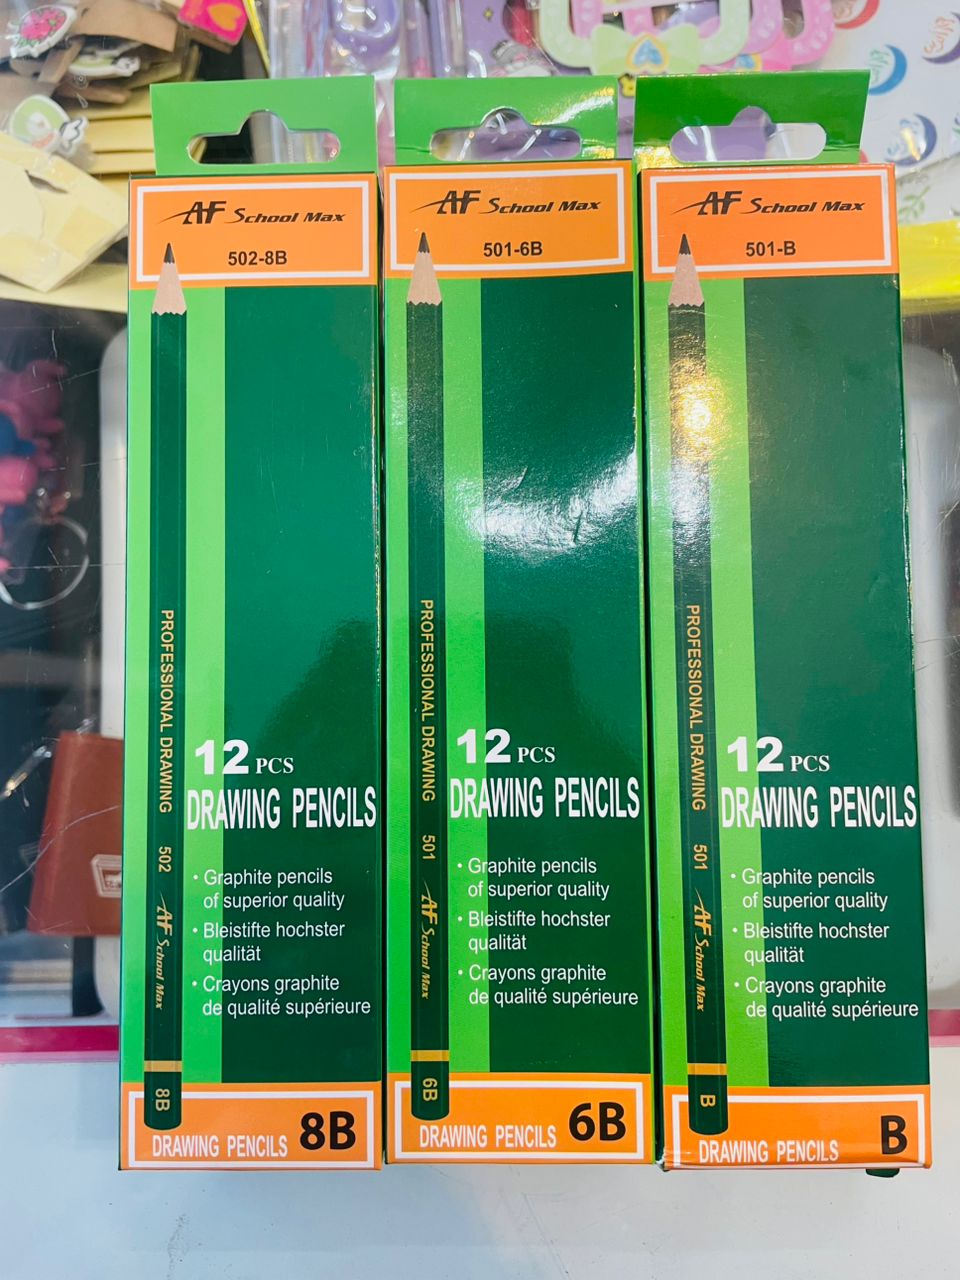 AF School Max
502-8B
PROFESSIONAL DRAWING 502 AF School Max
8B
12 PCS
DRAWING PENCILS
• Graphite pencils
of superior quality
• Bleistifte hochster
qualität
• Crayons graphite
de qualité supérieure
DRAWING PENCILS 8B
AF School Max
501-6B
PROFESSIONAL DRAWING 501 AF School Max
6B
12 PCS
DRAWING PENCILS
• Graphite pencils
of superior quality
• Bleistifte hochster
qualität
• Crayons graphite
de qualité supérieure
DRAWING PENCILS 6B
AF School Max
501-B
PROFESSIONAL DRAWING 501 AF School Max
B
12 PCS
DRAWING PENCILS
• Graphite pencils
of superior quality
• Bleistifte hochster
qualität
• Crayons graphite
de qualité supérieure
DRAWING PENCILS B